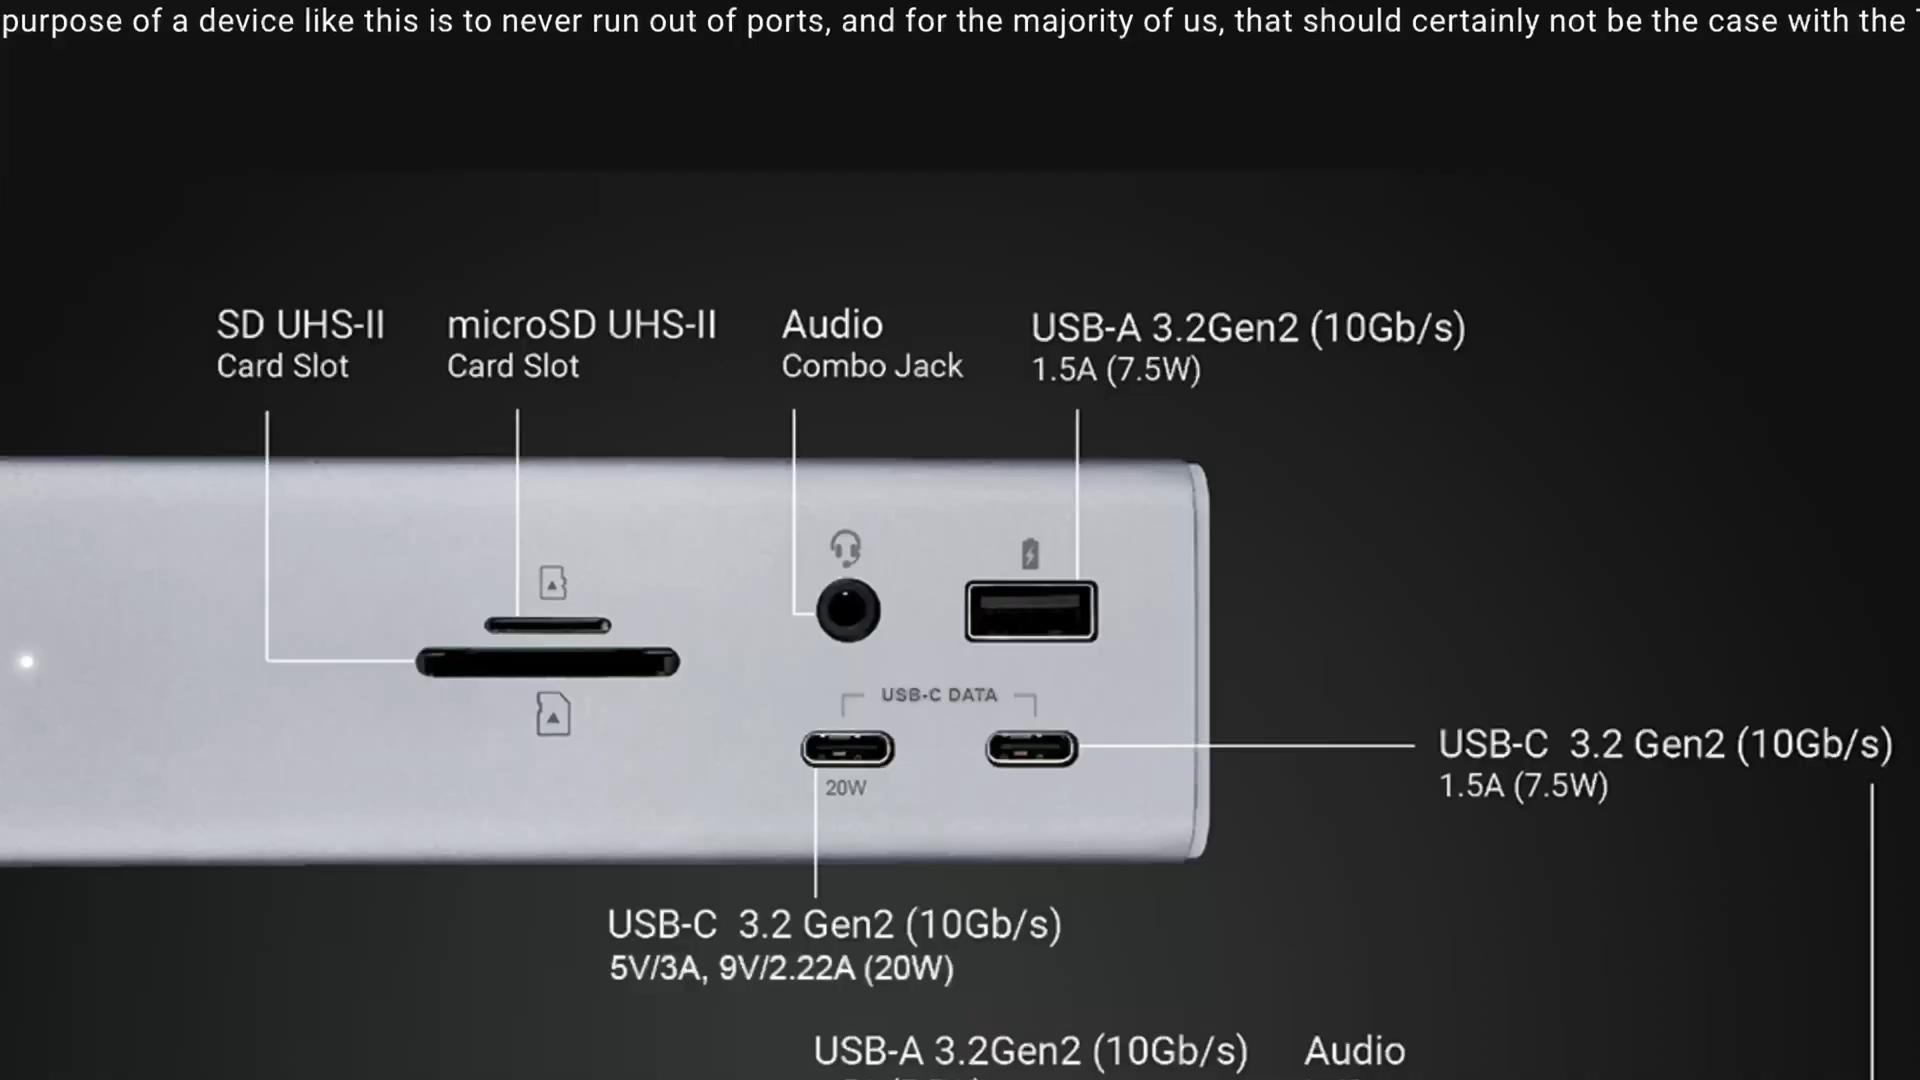 purpose of a device like this is to never run out of ports, and for the majority of us, that should certainly not be the case with the
SD UHS-II
Card Slot
microSD UHS-II
Card Slot
Audio
Combo Jack
USB-A 3.2Gen2 (10Gb/s)
1.5A (7.5W)
USB-C DATA
20W
USB-C 3.2 Gen2 (10Gb/s)
1.5A (7.5W)
USB-C 3.2 Gen2 (10Gb/s)
5V/3A, 9V/2.22A (20W)
USB-A 3.2Gen2 (10Gb/s)
Audio